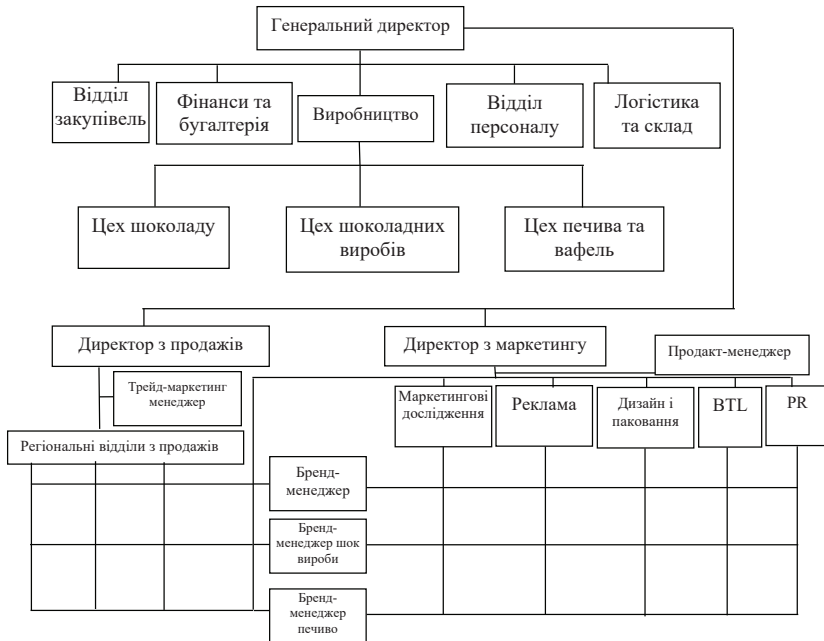 Генеральний директор
Відділ
закупівель
Фінанси та
бугалтерія
Виробництво
Відділ
персоналу
Логістика
та склад
Цех шоколаду
Цех шоколадних
виробів
Цех печива та
вафель
Директор з продажів
Директор з маркетингу
Продакт-менеджер
Трейд-маркетинг
менеджер
Маркетингові
дослідження
Реклама
Дизайн і
паковання
BTL
PR
Регіональні відділи з продажів
Бренд-
менеджер
Бренд-
менеджер шок
вироби
Бренд-
менеджер
печиво